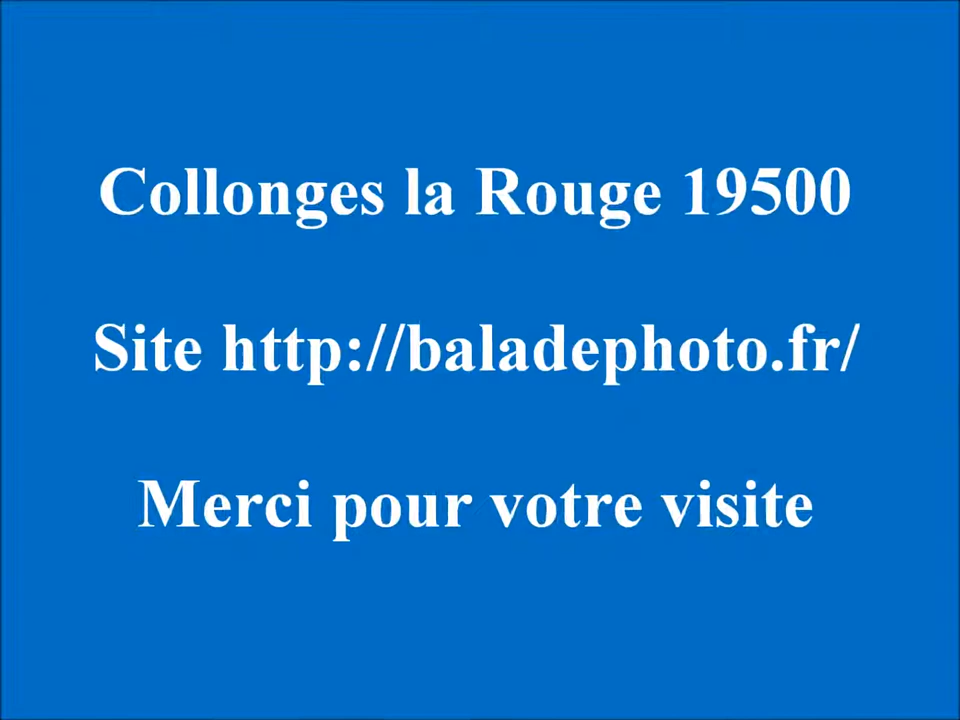 Collonges la Rouge 19500
Site http://baladephoto.fr/
Merci pour votre visite